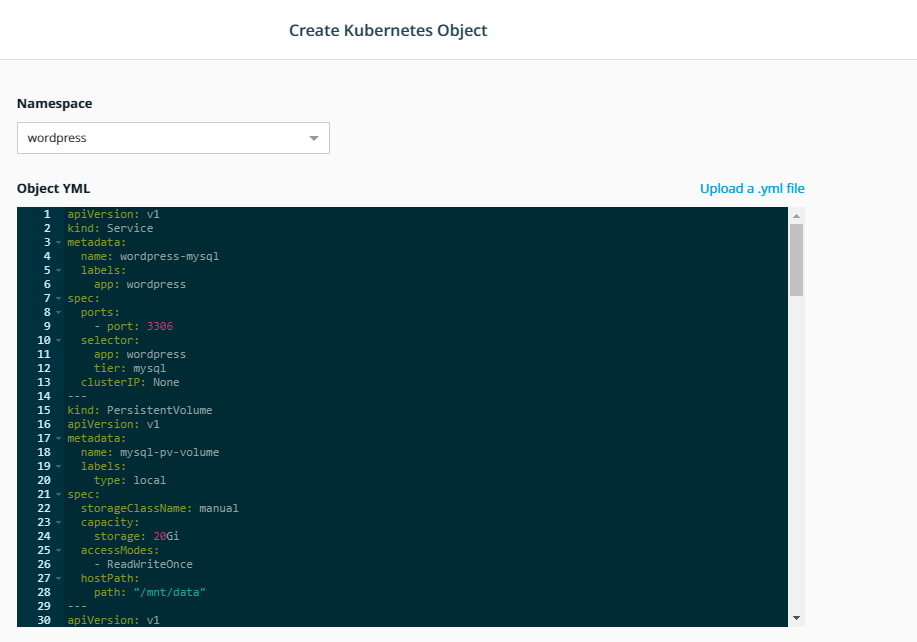 Create Kubernetes Object
Namespace
wordpress
Object YML
Upload a .yml file
1 apiVersion: v1
2 kind: Service
3 metadata:
4   name: wordpress-mysql
5   labels:
6     app: wordpress
7 spec:
8   ports:
9     - port: 3306
10   selector:
11     app: wordpress
12     tier: mysql
13   clusterIP: None
14 ---
15 kind: PersistentVolume
16 apiVersion: v1
17 metadata:
18   name: mysql-pv-volume
19   labels:
20     type: local
21 spec:
22   storageClassName: manual
23   capacity:
24     storage: 20Gi
25   accessModes:
26     - ReadWriteOnce
27   hostPath:
28     path: "/mnt/data"
29 ---
30 apiVersion: v1